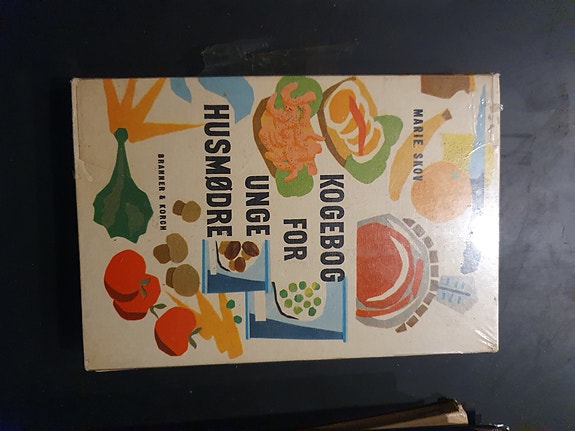 MARIE SKOV
KOGEBOG
FOR
UNGE
HUSMØDRE
BRANNER & KORCH